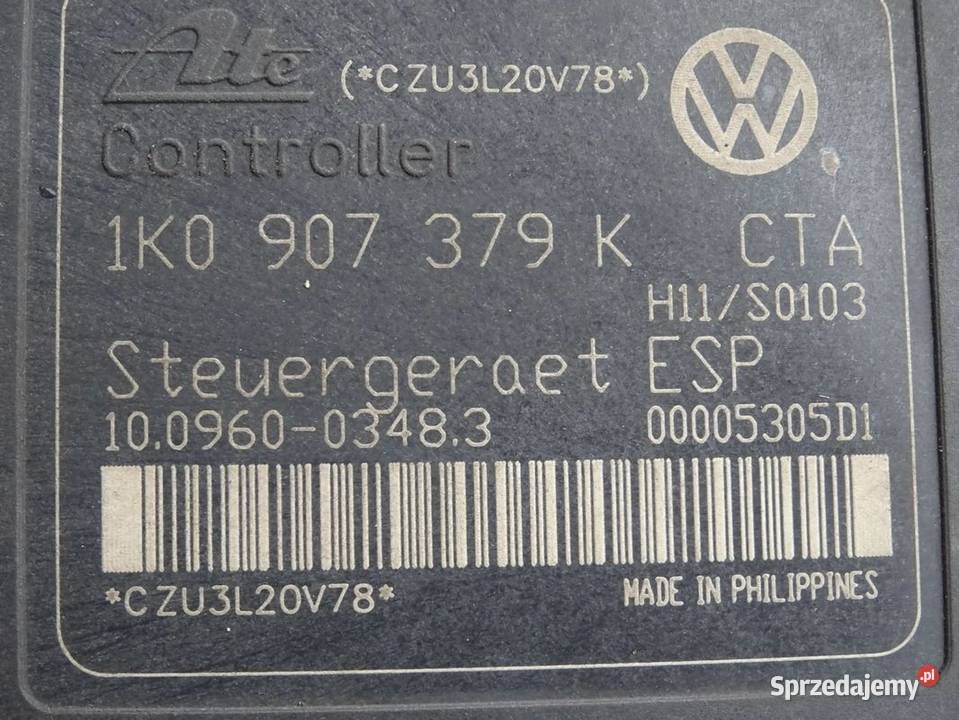 Ate (*CZU3L20V78*)
Controller
1K0 907 379 K CTA
H11/S0103
Steuergeraet ESP
10.0960-0348.3 00005305D1
*CZU3L20V78* MADE IN PHILIPPINES
Sprzedajemy.pl